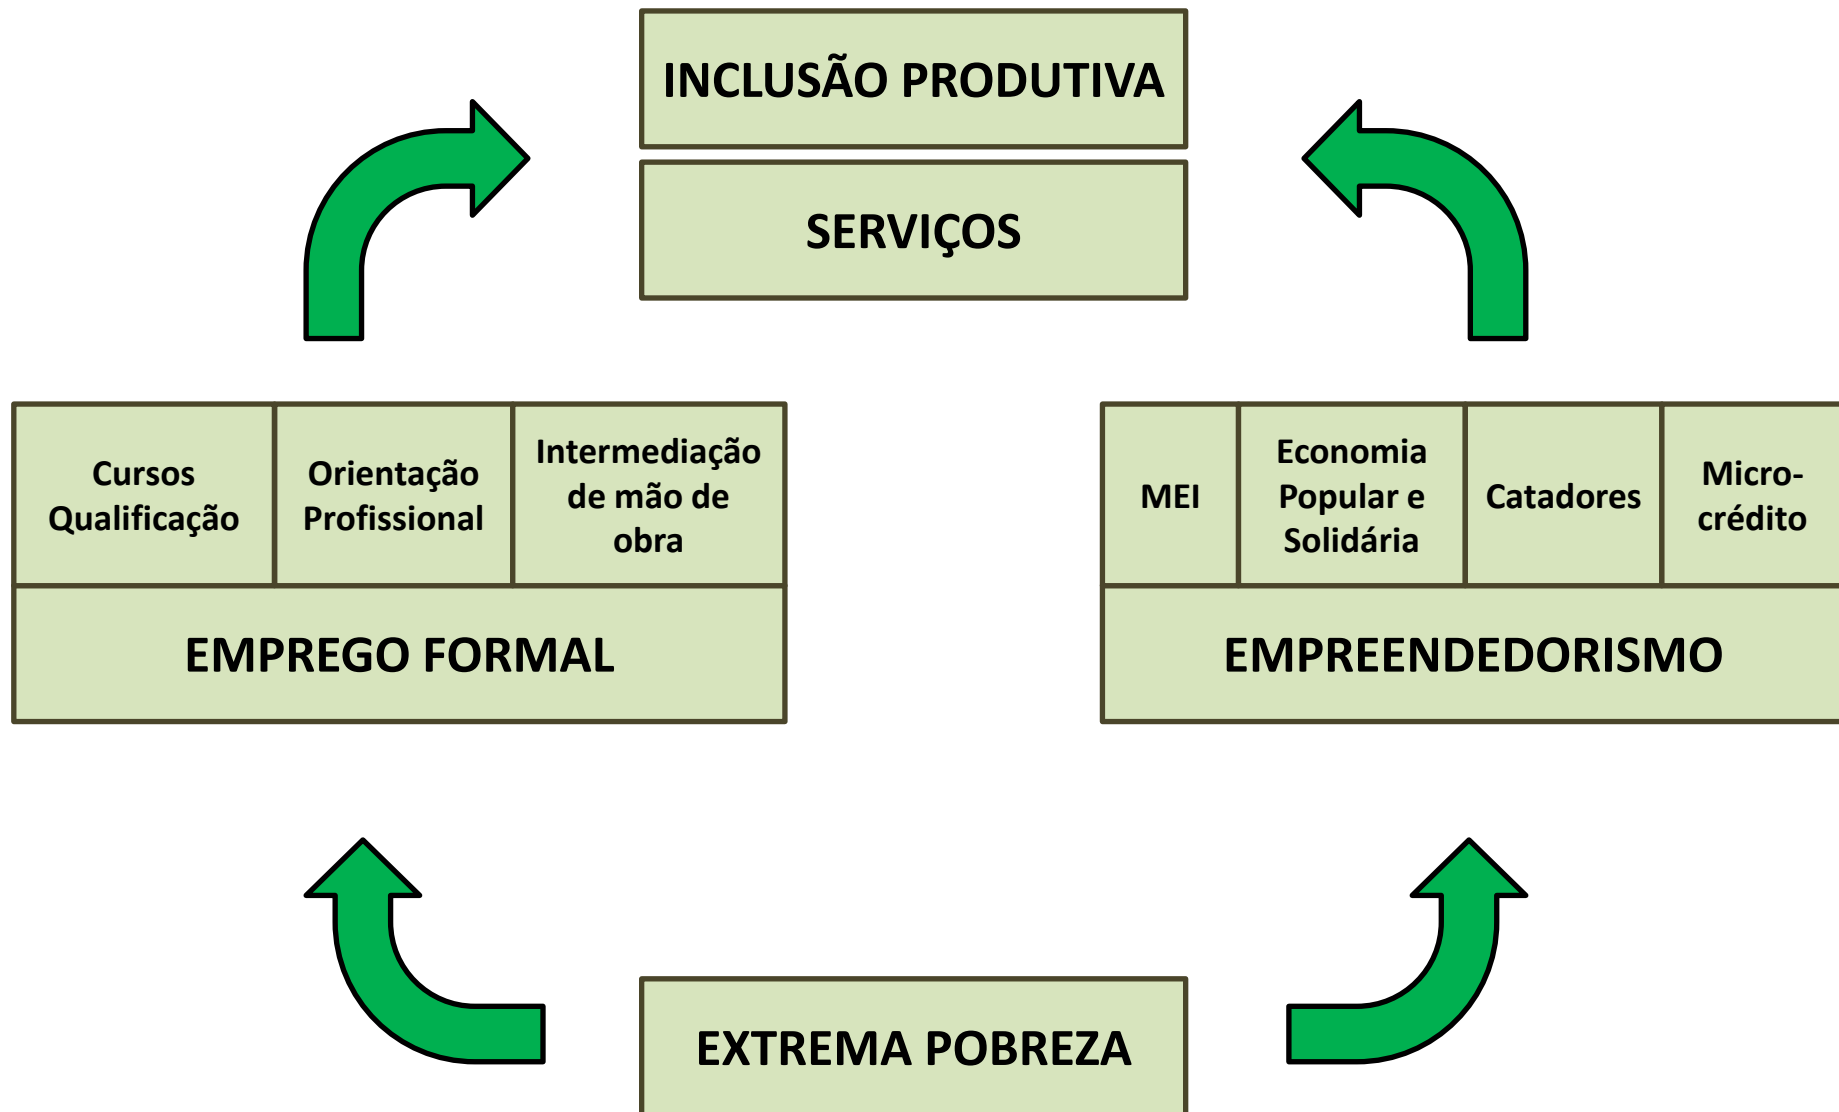 INCLUSÃO PRODUTIVA
SERVIÇOS
Cursos
Qualificação
Orientação
Profissional
Intermediação
de mão de
obra
EMPREGO FORMAL
MEI
Economia
Popular e
Solidária
Catadores
Micro-
crédito
EMPREENDEDORISMO
EXTREMA POBREZA